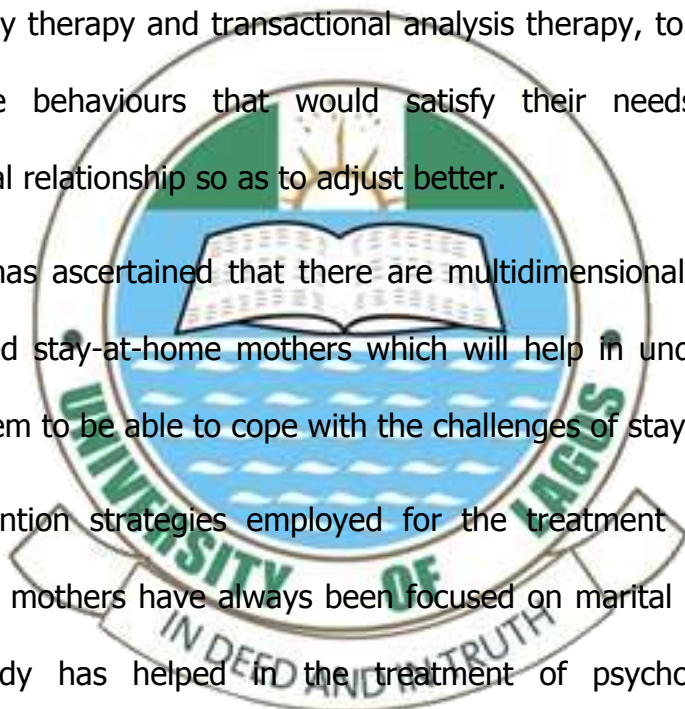 y therapy and transactional analysis therapy, to
e behaviours that would satisfy their needs
al relationship so as to adjust better.
has ascertained that there are multidimensional
d stay-at-home mothers which will help in und
em to be able to cope with the challenges of stay
ntion strategies employed for the treatment
mothers have always been focused on marital
dy has helped in the treatment of psycho
UNIVERSITY OF LAGOS
IN DEED AND IN TRUTH